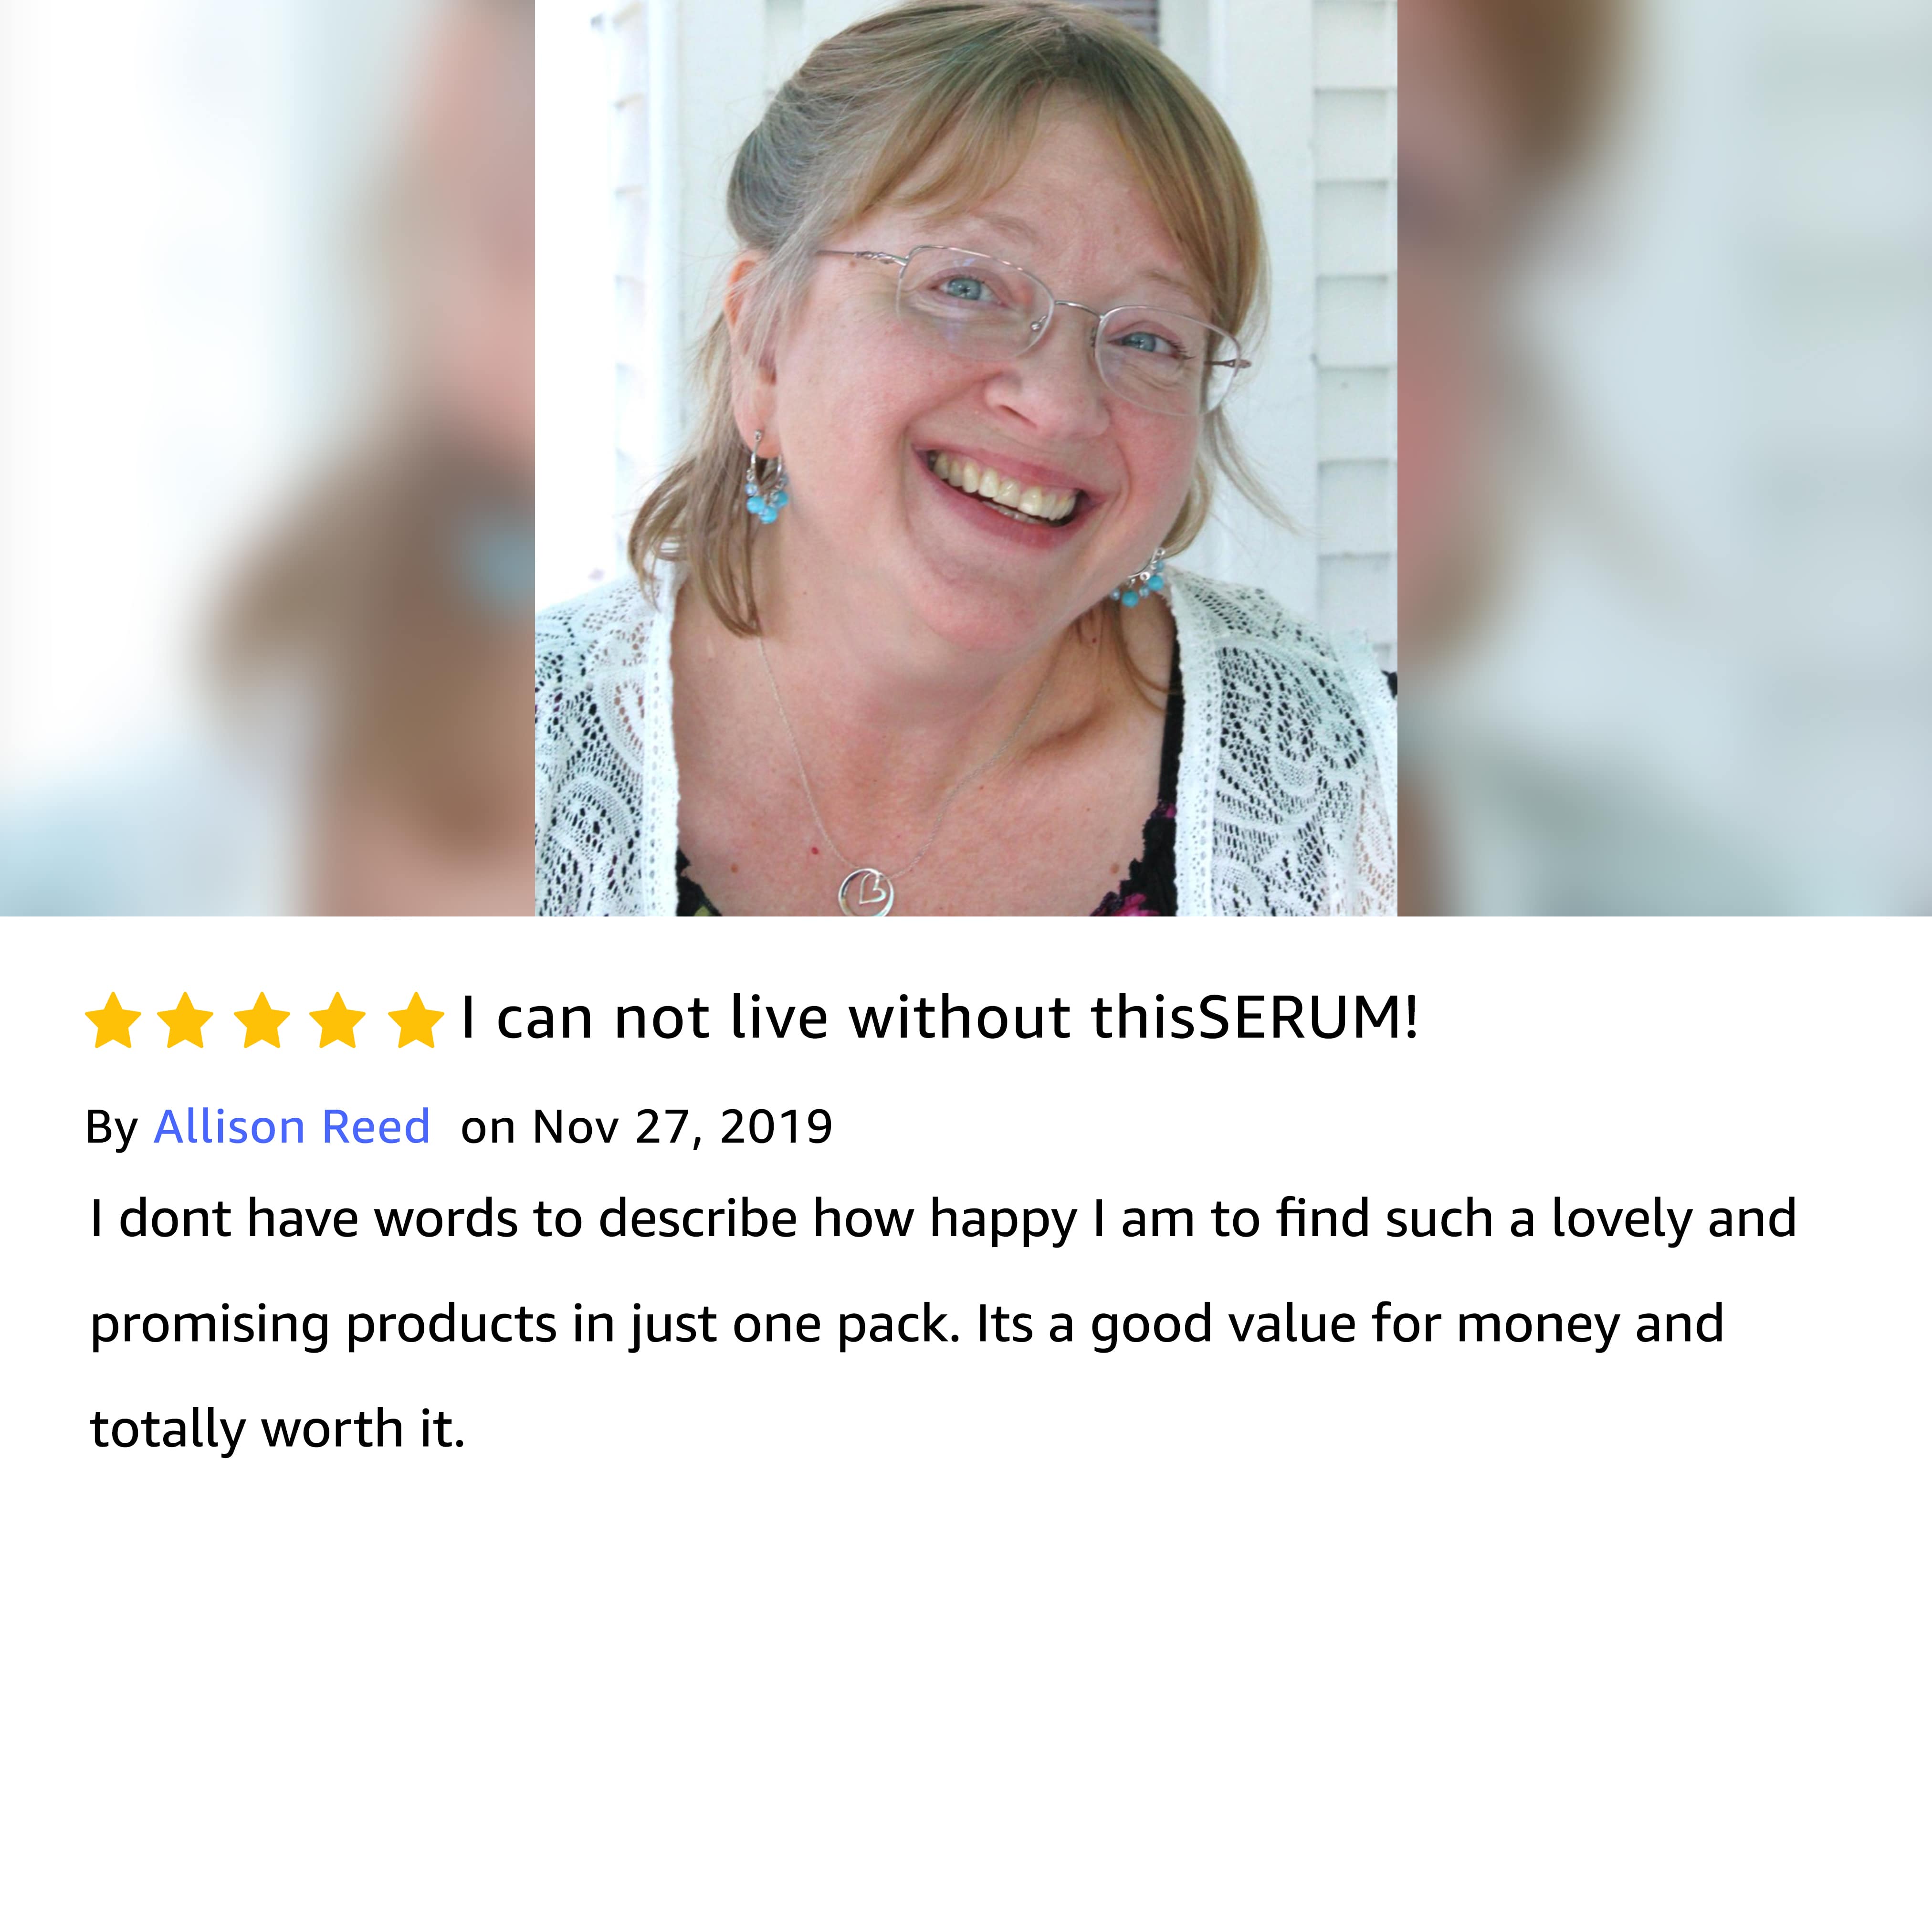 I can not live without thisSERUM!
By Allison Reed on Nov 27, 2019
I dont have words to describe how happy I am to find such a lovely and
promising products in just one pack. Its a good value for money and
totally worth it.